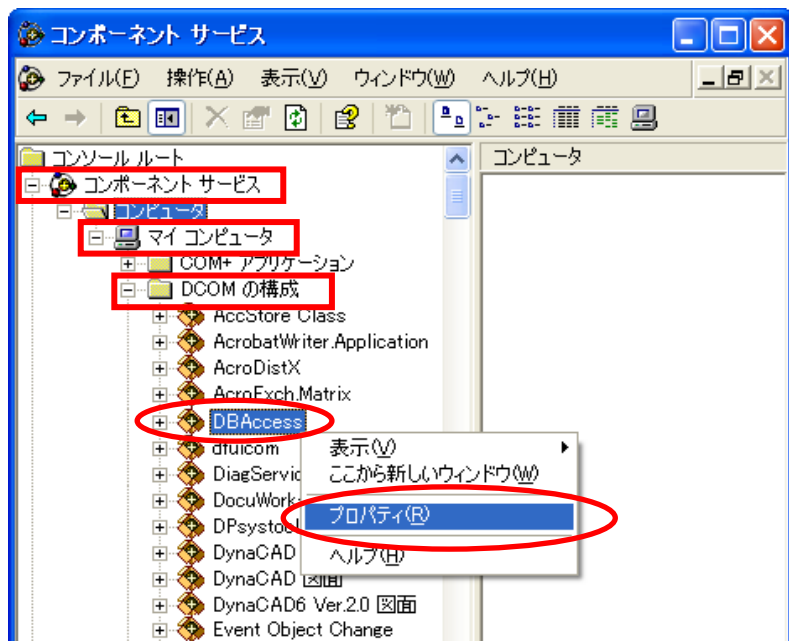 コンポーネント サービス
ファイル(F) 操作(A) 表示(V) ウィンドウ(W) ヘルプ(H)
コンソール ルート
コンピュータ
コンポーネント サービス
コンピュータ
マイ コンピュータ
COM+ アプリケーション
DCOM の構成
AccStore Class
AcrobatWriter.Application
AcroDistX
AcroExch.Matrix
DBAccess
dfuicom
表示(V)
DiagServic
ここから新しいウィンドウ(W)
DocuWork
プロパティ(R)
DPsystool
DynaCAD
ヘルプ(H)
DynaCAD 図面
DynaCAD6 Ver.2.0 図面
Event Object Change